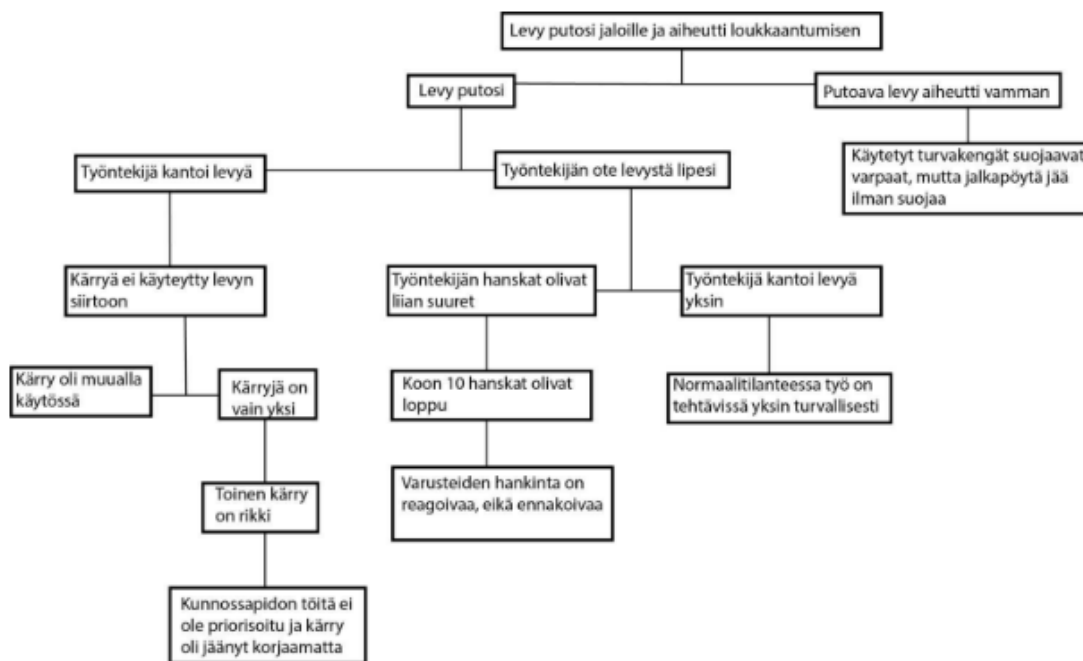 Levy putosi jaloille ja aiheutti loukkaantumisen
Levy putosi
Putoava levy aiheutti vamman
Työntekijä kantoi levyä
Työntekijän ote levystä lipesi
Käytetyt turvakengät suojaavat
varpaat, mutta jalkapöytä jää
ilman suojaa
Kärryä ei käyteytty levyn
siirtoon
Työntekijän hanskat olivat
liian suuret
Työntekijä kantoi levyä
yksin
Kärry oli muualla
käytössä
Kärryjä on
vain yksi
Koon 10 hanskat olivat
loppu
Normaalitilanteessa työ on
tehtävissä yksin turvallisesti
Toinen kärry
on rikki
Varusteiden hankinta on
reagoivaa, eikä ennakoivaa
Kunnossapidon töitä ei
ole priorisoitu ja kärry
oli jäänyt korjaamatta